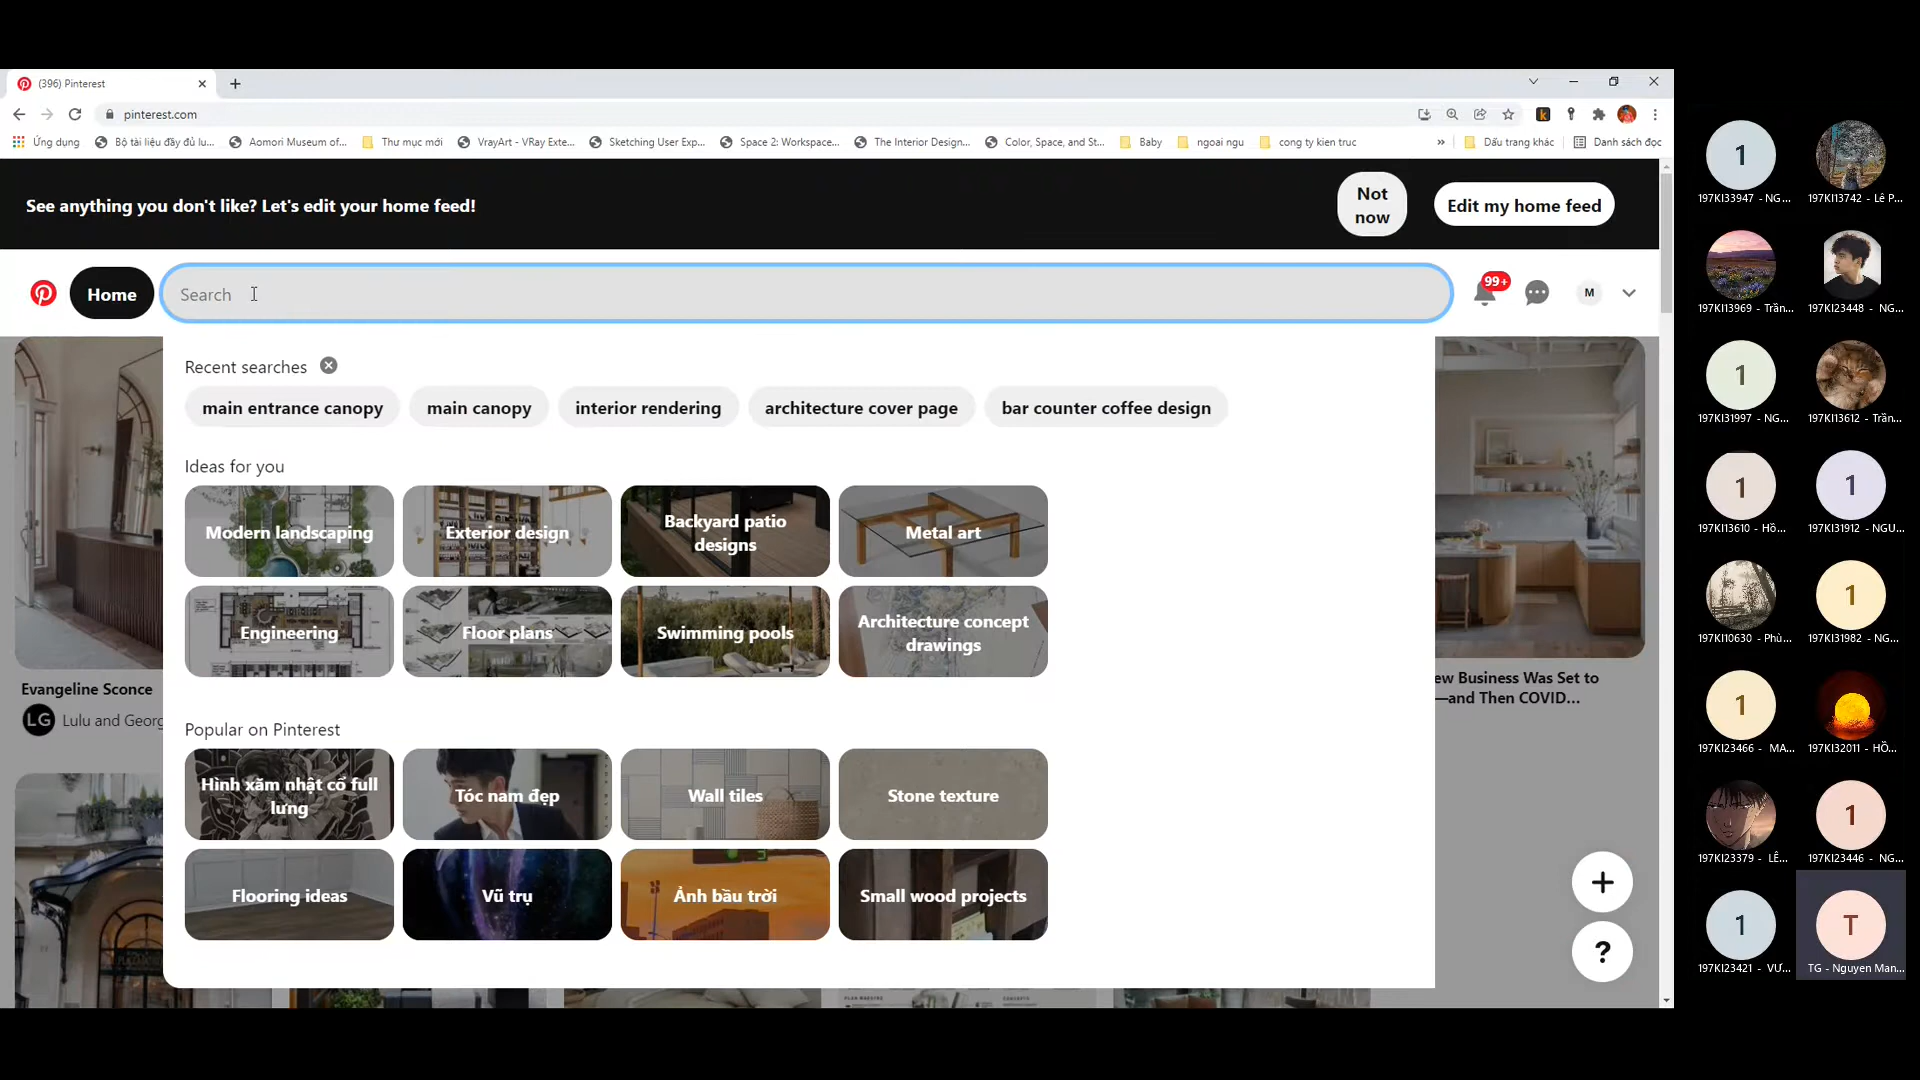 (396) Pinterest
pinterest.com
Ứng dụng
Bộ tài liệu đầy đủ lu...
Aomori Museum of...
Thư mục mới
VrayArt - VRay Exte...
Sketching User Exp...
Space 2: Workspace...
The Interior Design...
Color, Space, and St...
Baby
ngoai ngu
cong ty kien truc
»
Dấu trang khác
Danh sách đọc
See anything you don't like? Let's edit your home feed!
Not
now
Edit my home feed
Home
Search
99+
M
Recent searches
main entrance canopy
main canopy
interior rendering
architecture cover page
bar counter coffee design
Ideas for you
Modern landscaping
Exterior design
Backyard patio
designs
Metal art
Engineering
Floor plans
Swimming pools
Architecture concept
drawings
Evangeline Sconce
LG Lulu and Georg
ew Business Was Set to
—and Then COVID...
Popular on Pinterest
Hình xăm nhật cổ full
lưng
Tóc nam đẹp
Wall tiles
Stone texture
Flooring ideas
Vũ trụ
Ảnh bầu trời
Small wood projects
+
?
1
197KI33947 - NG...
197KI13742 - Lê P...
197KI13969 - Trần...
197KI23448 - NG...
1
197KI31997 - NG...
197KI13612 - Trần...
1
197KI13610 - Hồ...
1
197KI31912 - NGU...
197KI10630 - Phù...
1
197KI31982 - NG...
1
197KI23466 - MA...
197KI32011 - HỒ...
197KI23379 - LÊ...
1
197KI23446 - NG...
1
197KI23421 - VƯ...
T
TG - Nguyen Man...